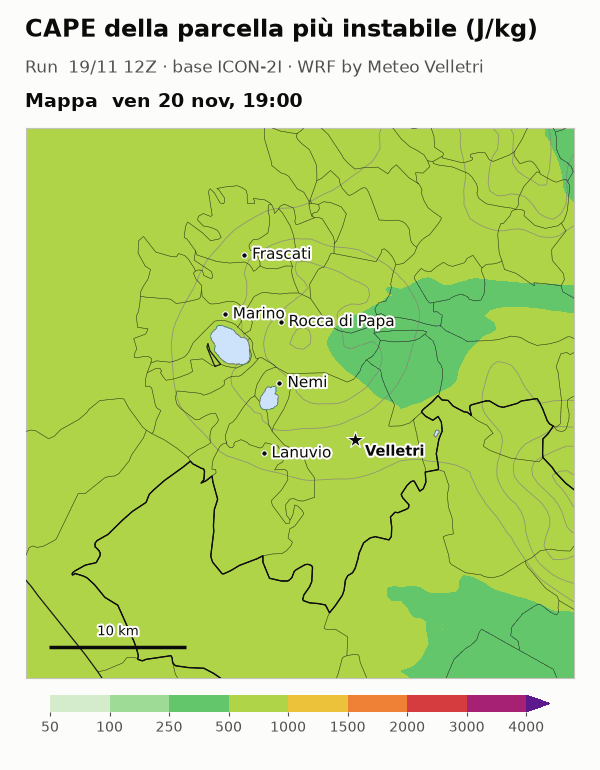 CAPE della parcella più instabile (J/kg)
Run  19/11 12Z · base ICON-2I · WRF by Meteo Velletri
Mappa  ven 20 nov, 19:00
Frascati
Marino
Rocca di Papa
Nemi
Velletri
Lanuvio
10 km
50 100 250 500 1000 1500 2000 3000 4000